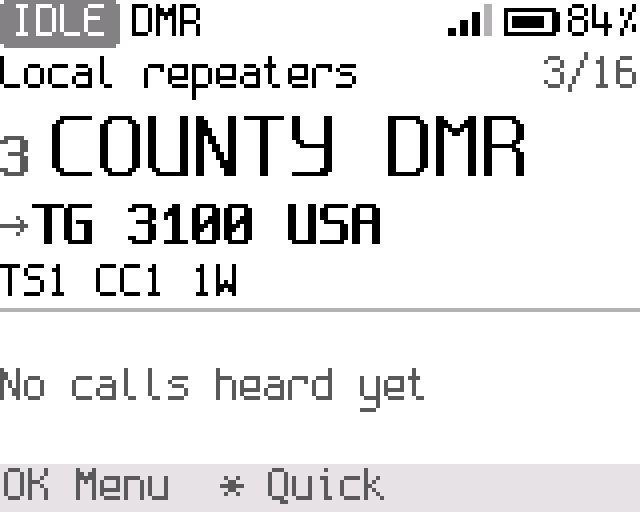 IDLE DMR 84%
Local repeaters 3/16
3 COUNTY DMR
→TG 3100 USA
TS1 CC1 1W
No calls heard yet
OK Menu * Quick